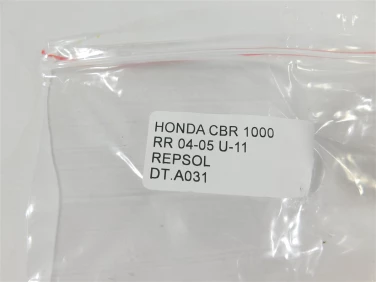 HONDA CBR 1000
RR 04-05 U-11
REPSOL
DT.A031